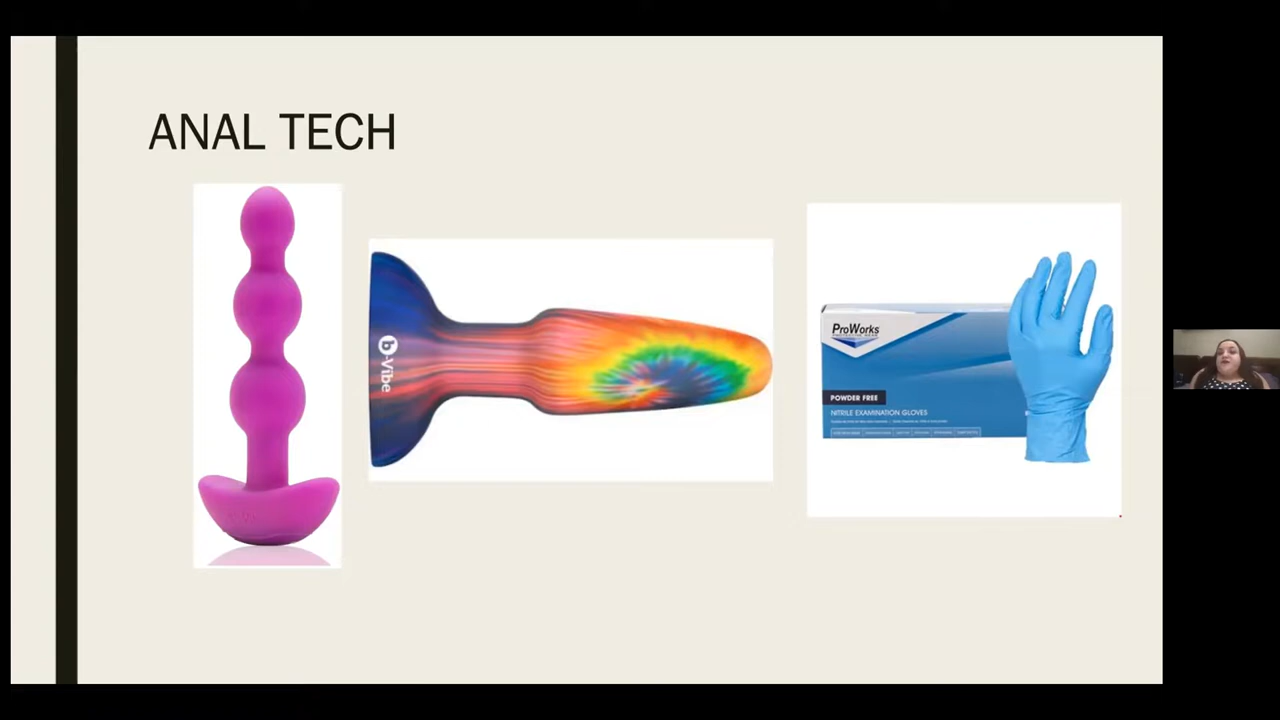 ANAL TECH
b-Vibe
ProWorks
POWDER FREE
NITRILE EXAMINATION GLOVES